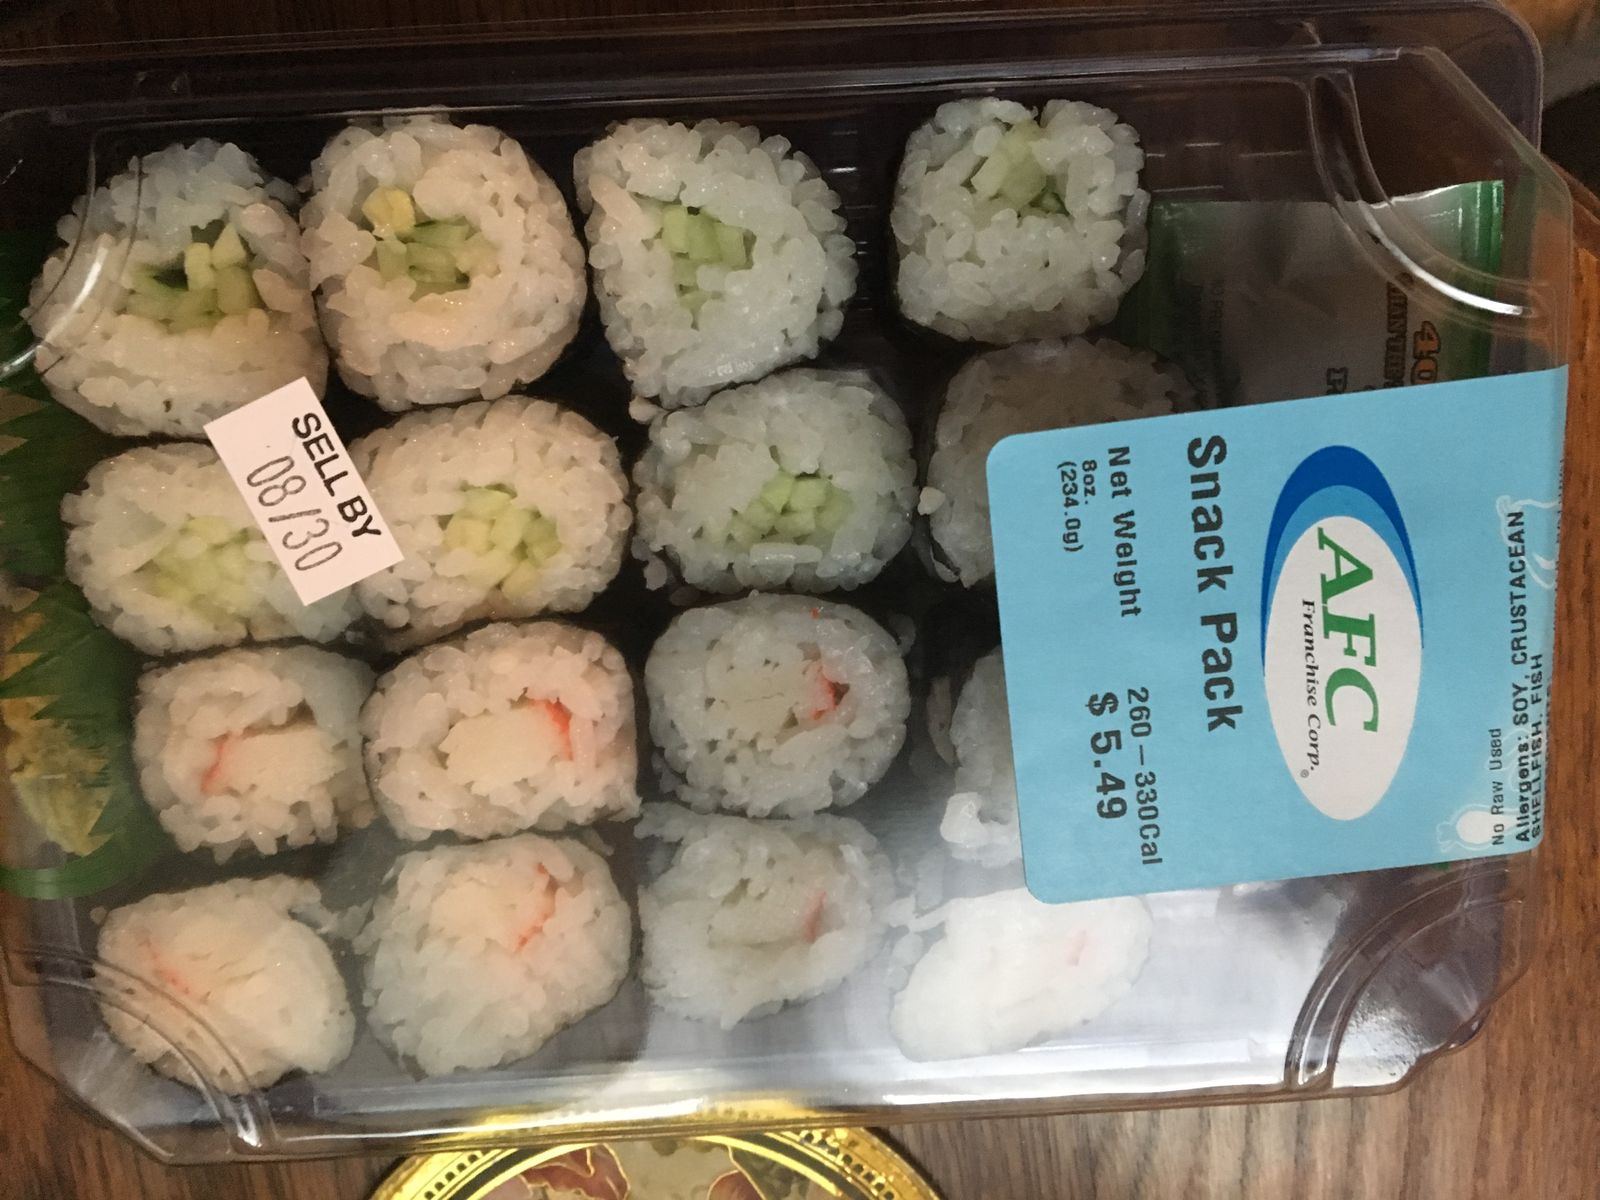 SELL BY
08/30
AFC
Franchise Corp.®
Snack Pack
Net Weight
8oz.
(234.0g)
260-330Cal
$ 5.49
No Raw Used
Allergens: SOY, CRUSTACEAN
SHELLFISH, FISH